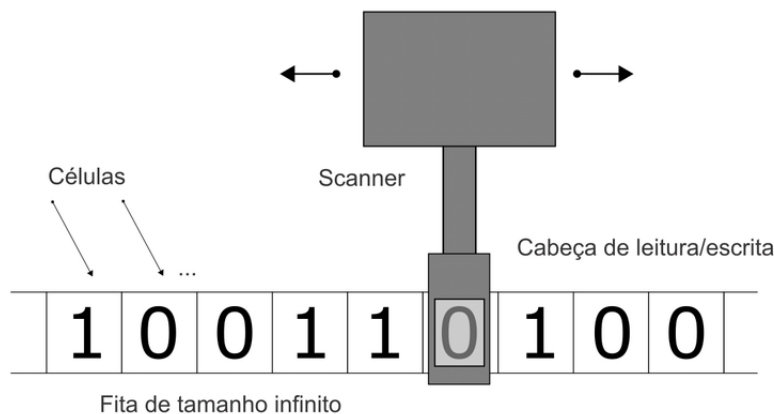 Células
Scanner
Cabeça de leitura/escrita
...
1 0 0 1 1 0 1 0 0
Fita de tamanho infinito